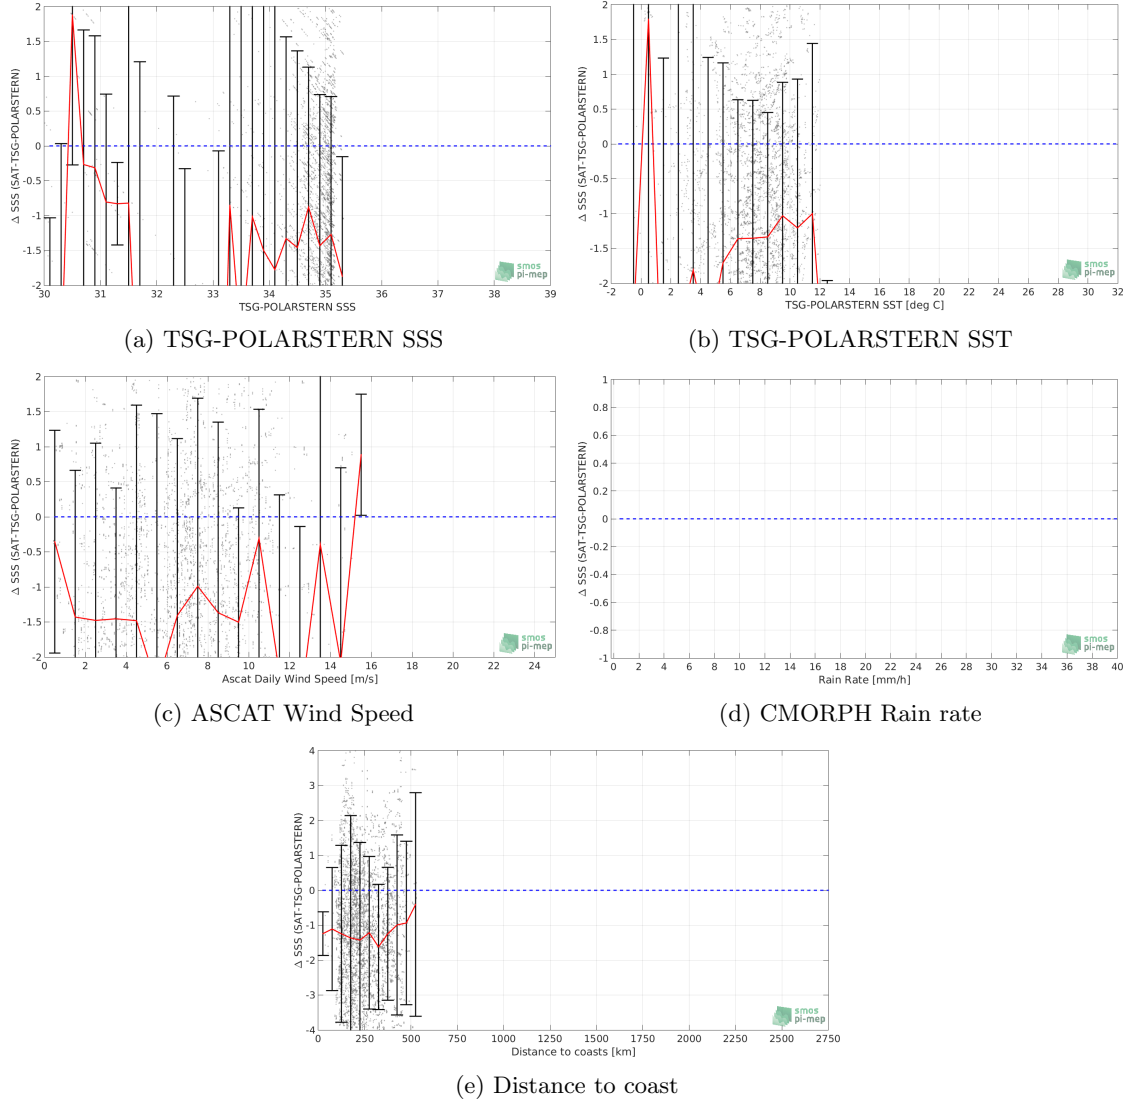 Δ SSS (SAT-TSG-POLARSTERN)
2
1.5
1
0.5
0
-0.5
-1
-1.5
-2
30 31 32 33 34 35 36 37 38 39
TSG-POLARSTERN SSS
smos
pi-mep
(a) TSG-POLARSTERN SSS
Δ SSS (SAT-TSG-POLARSTERN)
2
1.5
1
0.5
0
-0.5
-1
-1.5
-2
-2 0 2 4 6 8 10 12 14 16 18 20 22 24 26 28 30 32
TSG-POLARSTERN SST [deg C]
smos
pi-mep
(b) TSG-POLARSTERN SST
Δ SSS (SAT-TSG-POLARSTERN)
2
1.5
1
0.5
0
-0.5
-1
-1.5
-2
0 2 4 6 8 10 12 14 16 18 20 22 24
Ascat Daily Wind Speed [m/s]
smos
pi-mep
(c) ASCAT Wind Speed
Δ SSS (SAT-TSG-POLARSTERN)
1
0.8
0.6
0.4
0.2
0
-0.2
-0.4
-0.6
-0.8
-1
0 2 4 6 8 10 12 14 16 18 20 22 24 26 28 30 32 34 36 38 40
Rain Rate [mm/h]
smos
pi-mep
(d) CMORPH Rain rate
Δ SSS (SAT-TSG-POLARSTERN)
4
3
2
1
0
-1
-2
-3
-4
0 250 500 750 1000 1250 1500 1750 2000 2250 2500 2750
Distance to coasts [km]
smos
pi-mep
(e) Distance to coast